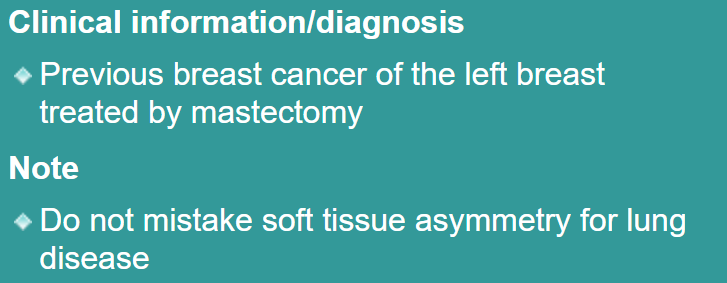 Clinical information/diagnosis
Previous breast cancer of the left breast
treated by mastectomy
Note
Do not mistake soft tissue asymmetry for lung
disease